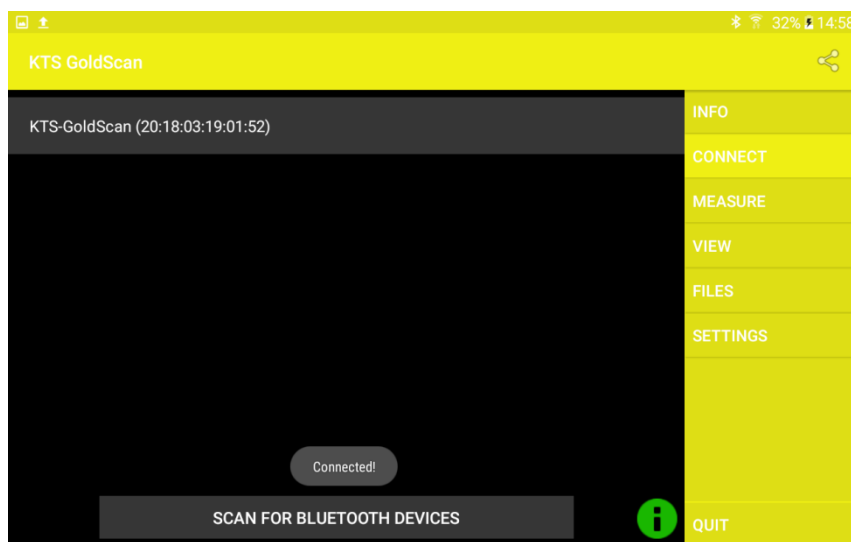 32% 14:58
KTS GoldScan
KTS-GoldScan (20:18:03:19:01:52)
INFO
CONNECT
MEASURE
VIEW
FILES
SETTINGS
Connected!
SCAN FOR BLUETOOTH DEVICES
QUIT